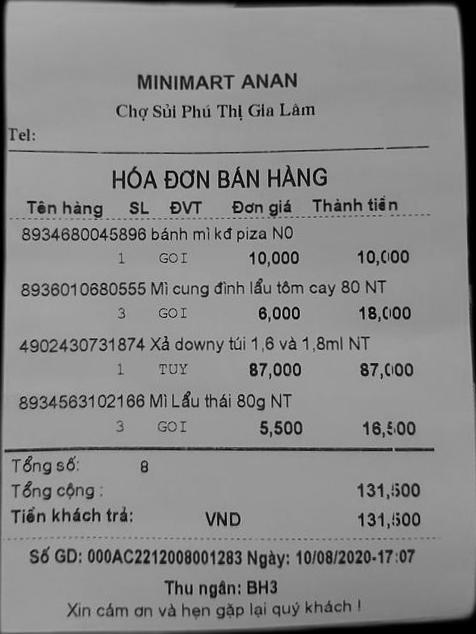 MINIMART ANAN
Chợ Sủi Phú Thị Gia Lâm
Tel:
HÓA ĐƠN BÁN HÀNG
Tên hàng SL ĐVT Đơn giá Thành tiền
8934680045896 bánh mì kđ piza N0
1 GOI 10,000 10,000
8936010680555 Mì cung đình lẩu tôm cay 80 NT
3 GOI 6,000 18,000
4902430731874 Xả downy túi 1,6 và 1,8ml NT
1 TUY 87,000 87,000
8934563102166 Mì Lẩu thái 80g NT
3 GOI 5,500 16,500
Tổng số: 8
Tổng cộng : 131,500
Tiền khách trả: VND 131,500
Số GD: 000AC2212008001283 Ngày: 10/08/2020-17:07
Thu ngân: BH3
Xin cám ơn và hẹn gặp lại quý khách !